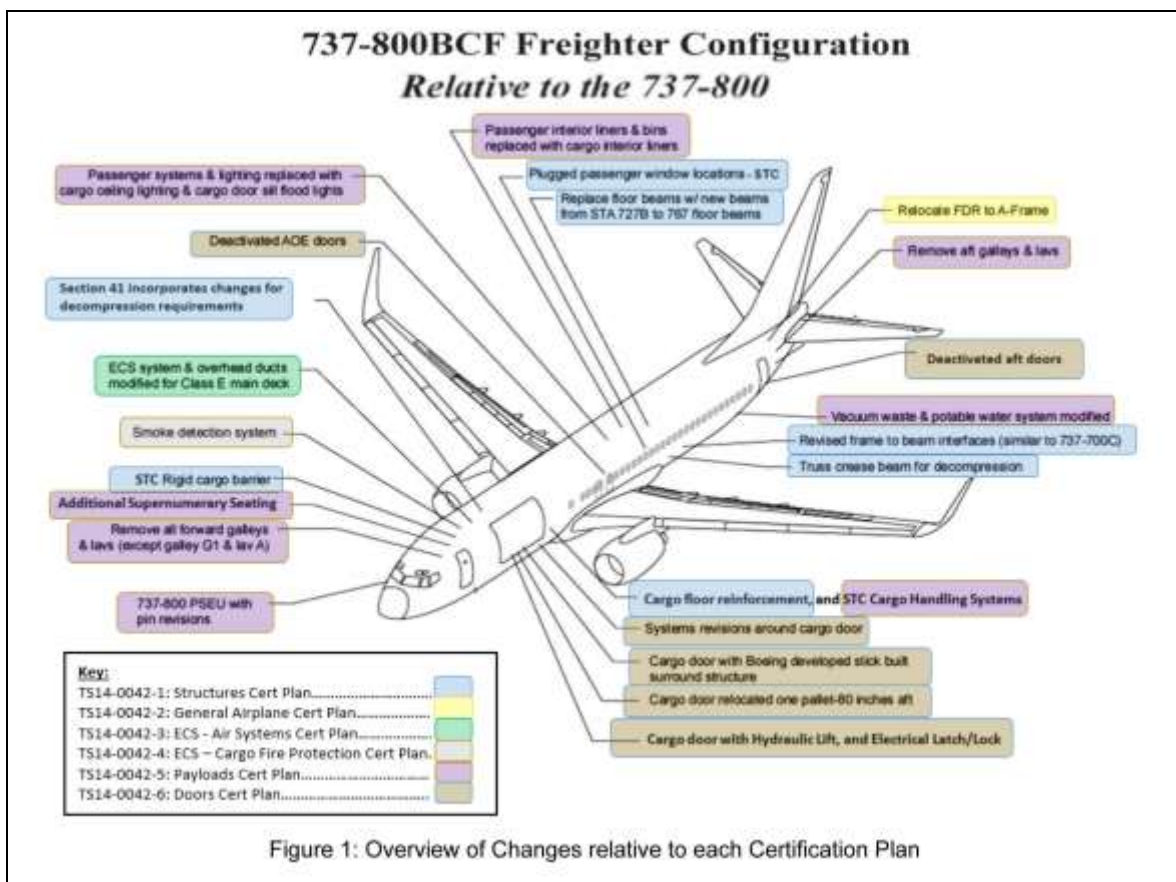 737-800BCF Freighter Configuration
Relative to the 737-800
Passenger interior liners & bins
replaced with cargo interior liners
Passenger systems & lighting replaced with
cargo ceiling lighting & cargo door sill flood lights
Plugged passenger window locations - STC
Replace floor beams w/ new beams
from STA 727B to 767 floor beams
Relocate FDR to A-Frame
Deactivated AOE doors
Remove aft galleys & lavs
Section 41 incorporates changes for
decompression requirements
Deactivated aft doors
ECS system & overhead ducts
modified for Class E main deck
Vacuum waste & potable water system modified
Smoke detection system
Revised frame to beam interfaces (similar to 737-700C)
Truss crease beam for decompression
STC Rigid cargo barrier
Additional Supernumerary Seating
Remove all forward galleys
& lavs (except galley G1 & lav A)
737-800 PSEU with
pin revisions
Cargo floor reinforcement, and STC Cargo Handling Systems
Systems revisions around cargo door
Cargo door with Boeing developed stick built
surround structure
Cargo door relocated one pallet-80 inches aft
Cargo door with Hydraulic Lift, and Electrical Latch/Lock
Key:
TS14-0042-1: Structures Cert Plan
TS14-0042-2: General Airplane Cert Plan
TS14-0042-3: ECS - Air Systems Cert Plan
TS14-0042-4: ECS – Cargo Fire Protection Cert Plan
TS14-0042-5: Payloads Cert Plan
TS14-0042-6: Doors Cert Plan
Figure 1: Overview of Changes relative to each Certification Plan